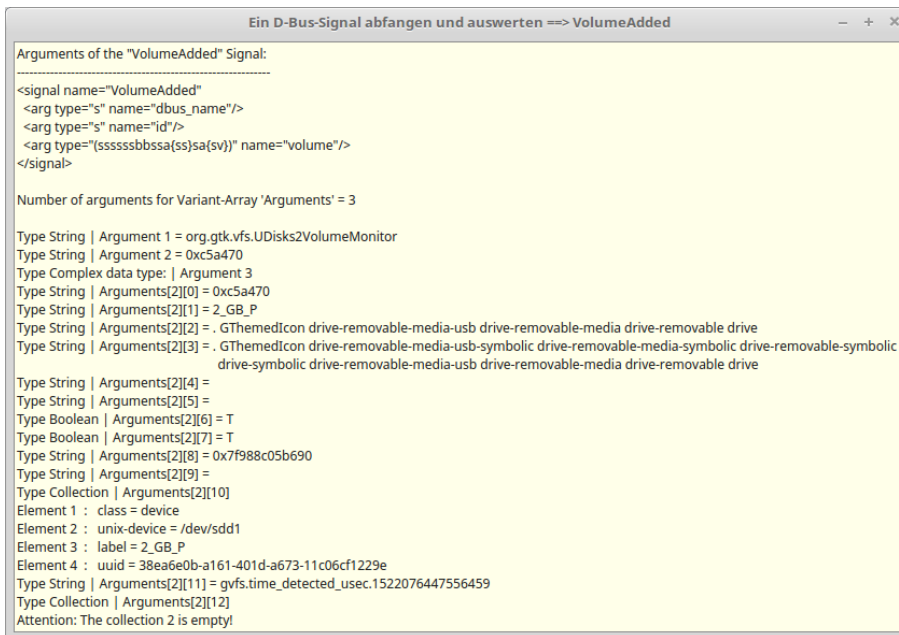 Ein D-Bus-Signal abfangen und auswerten ==> VolumeAdded
Arguments of the "VolumeAdded" Signal:
-------------------------------------------------------------
<signal name="VolumeAdded"
<arg type="s" name="dbus_name"/>
<arg type="s" name="id"/>
<arg type="(ssssssbbssa{ss}sa{sv})" name="volume"/>
</signal>
Number of arguments for Variant-Array 'Arguments' = 3
Type String | Argument 1 = org.gtk.vfs.UDisks2VolumeMonitor
Type String | Argument 2 = 0xc5a470
Type Complex data type: | Argument 3
Type String | Arguments[2][0] = 0xc5a470
Type String | Arguments[2][1] = 2_GB_P
Type String | Arguments[2][2] = . GThemedIcon drive-removable-media-usb drive-removable-media drive-removable drive
Type String | Arguments[2][3] = . GThemedIcon drive-removable-media-usb-symbolic drive-removable-media-symbolic drive-removable-symbolic
drive-symbolic drive-removable-media-usb drive-removable-media drive-removable drive
Type String | Arguments[2][4] =
Type String | Arguments[2][5] =
Type Boolean | Arguments[2][6] = T
Type Boolean | Arguments[2][7] = T
Type String | Arguments[2][8] = 0x7f988c05b690
Type String | Arguments[2][9] =
Type Collection | Arguments[2][10]
Element 1 : class = device
Element 2 : unix-device = /dev/sdd1
Element 3 : label = 2_GB_P
Element 4 : uuid = 38ea6e0b-a161-401d-a673-11c06cf1229e
Type String | Arguments[2][11] = gvfs.time_detected_usec.1522076447556459
Type Collection | Arguments[2][12]
Attention: The collection 2 is empty!